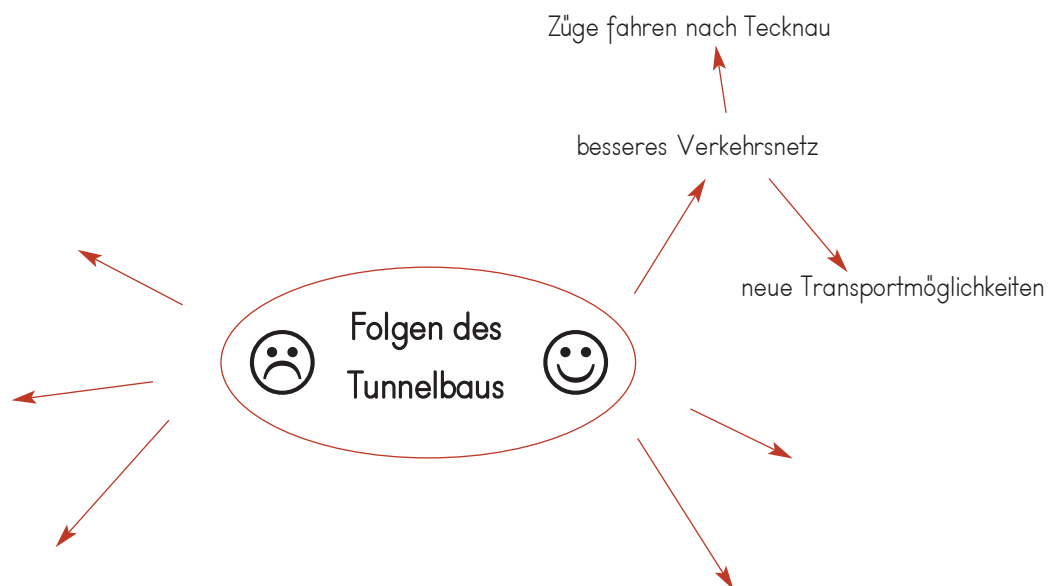 Züge fahren nach Tecknau
besseres Verkehrsnetz
neue Transportmöglichkeiten
Folgen des
Tunnelbaus